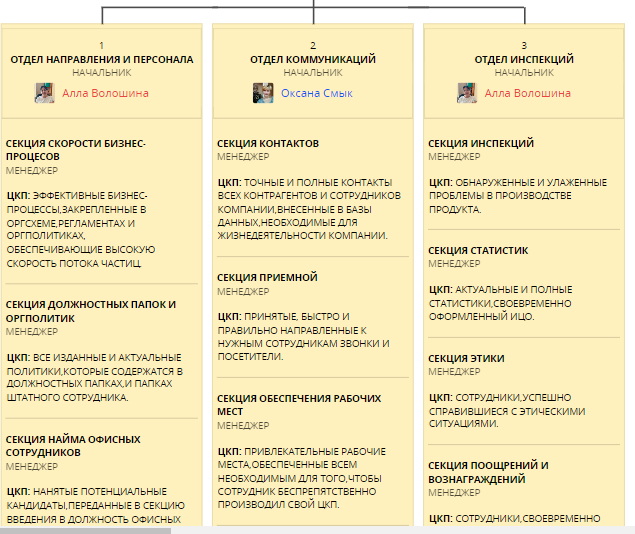 1
ОТДЕЛ НАПРАВЛЕНИЯ И ПЕРСОНАЛА
НАЧАЛЬНИК
Алла Волошина
СЕКЦИЯ СКОРОСТИ БИЗНЕС-
ПРОЦЕСОВ
МЕНЕДЖЕР
ЦКП: ЭФФЕКТИВНЫЕ БИЗНЕС-
ПРОЦЕССЫ,ЗАКРЕПЛЕННЫЕ В
ОРГСХЕМЕ,РЕГЛАМЕНТАХ И
ОРГПОЛИТИКАХ,
ОБЕСПЕЧИВАЮЩИЕ ВЫСОКУЮ
СКОРОСТЬ ПОТОКА ЧАСТИЦ.
СЕКЦИЯ ДОЛЖНОСТНЫХ ПАПОК И
ОРГПОЛИТИК
МЕНЕДЖЕР
ЦКП: ВСЕ ИЗДАННЫЕ И АКТУАЛЬНЫЕ
ПОЛИТИКИ,КОТОРЫЕ СОДЕРЖАТСЯ В
ДОЛЖНОСТНЫХ ПАПКАХ,И ПАПКАХ
ШТАТНОГО СОТРУДНИКА.
СЕКЦИЯ НАЙМА ОФИСНЫХ
СОТРУДНИКОВ
МЕНЕДЖЕР
ЦКП: НАНЯТЫЕ ПОТЕНЦИАЛЬНЫЕ
КАНДИДАТЫ,ПЕРЕДАННЫЕ В СЕКЦИЮ
ВВЕДЕНИЯ В ДОЛЖНОСТЬ ОФИСНЫХ
2
ОТДЕЛ КОММУНИКАЦИЙ
НАЧАЛЬНИК
Оксана Смык
СЕКЦИЯ КОНТАКТОВ
МЕНЕДЖЕР
ЦКП: ТОЧНЫЕ И ПОЛНЫЕ КОНТАКТЫ
ВСЕХ КОНТРАГЕНТОВ И СОТРУДНИКОВ
КОМПАНИИ,ВНЕСЕННЫЕ В БАЗЫ
ДАННЫХ,НЕОБХОДИМЫЕ ДЛЯ
ЖИЗНЕДЕЯТЕЛЬНОСТИ КОМПАНИИ.
СЕКЦИЯ ПРИЕМНОЙ
МЕНЕДЖЕР
ЦКП: ПРИНЯТЫЕ, БЫСТРО И
ПРАВИЛЬНО НАПРАВЛЕННЫЕ К
НУЖНЫМ СОТРУДНИКАМ ЗВОНКИ И
ПОСЕТИТЕЛИ.
СЕКЦИЯ ОБЕСПЕЧЕНИЯ РАБОЧИХ
МЕСТ
МЕНЕДЖЕР
ЦКП: ПРИВЛЕКАТЕЛЬНЫЕ РАБОЧИЕ
МЕСТА,ОБЕСПЕЧЕННЫЕ ВСЕМ
НЕОБХОДИМЫМ ДЛЯ ТОГО,ЧТОБЫ
СОТРУДНИК БЕСПРЕПЯТСТВЕННО
ПРОИЗВОДИЛ СВОЙ ЦКП.
3
ОТДЕЛ ИНСПЕКЦИЙ
НАЧАЛЬНИК
Алла Волошина
СЕКЦИЯ ИНСПЕКЦИЙ
МЕНЕДЖЕР
ЦКП: ОБНАРУЖЕННЫЕ И УЛАЖЕННЫЕ
ПРОБЛЕМЫ В ПРОИЗВОДСТВЕ
ПРОДУКТА.
СЕКЦИЯ СТАТИСТИК
МЕНЕДЖЕР
ЦКП: АКТУАЛЬНЫЕ И ПОЛНЫЕ
СТАТИСТИКИ,СВОЕВРЕМЕННО
ОФОРМЛЕННЫЙ ИЦО.
СЕКЦИЯ ЭТИКИ
МЕНЕДЖЕР
ЦКП: СОТРУДНИКИ,УСПЕШНО
СПРАВИВШИЕСЯ С ЭТИЧЕСКИМИ
СИТУАЦИЯМИ.
СЕКЦИЯ ПООЩРЕНИЙ И
ВОЗНАГРАЖДЕНИЙ
МЕНЕДЖЕР
ЦКП: СОТРУДНИКИ,СВОЕВРЕМЕННО